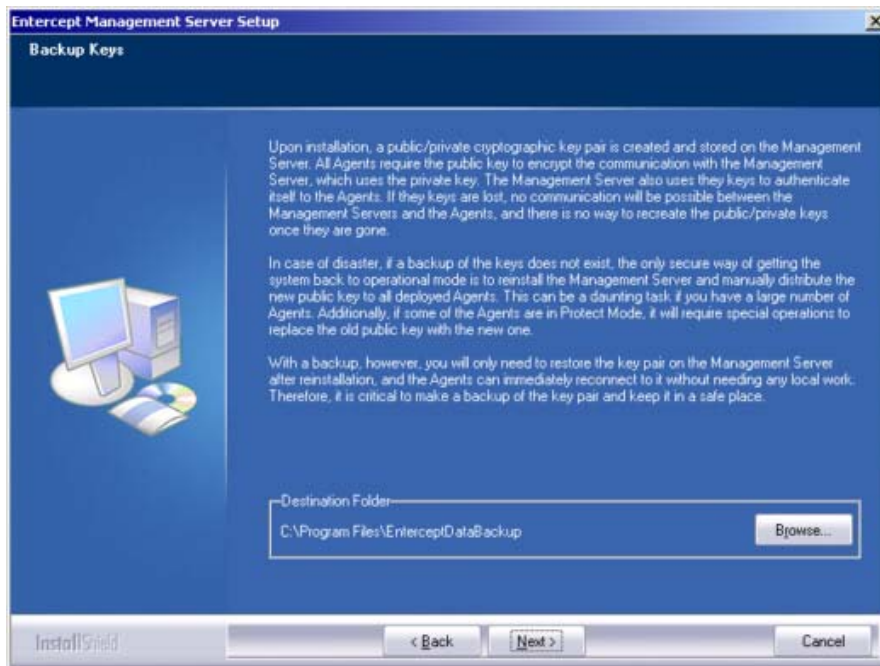 Entercept Management Server Setup
Backup Keys
Upon installation, a public/private cryptographic key pair is created and stored on the Management
Server. All Agents require the public key to encrypt the communication with the Management
Server, which uses the private key. The Management Server also uses they keys to authenticate
itself to the Agents. If they keys are lost, no communication will be possible between the
Management Servers and the Agents, and there is no way to recreate the public/private keys
once they are gone.
In case of disaster, if a backup of the keys does not exist, the only secure way of getting the
system back to operational mode is to reinstall the Management Server and manually distribute the
new public key to all deployed Agents. This can be a daunting task if you have a large number of
Agents. Additionally, if some of the Agents are in Protect Mode, it will require special operations to
replace the old public key with the new one.
With a backup, however, you will only need to restore the key pair on the Management Server
after reinstallation, and the Agents can immediately reconnect to it without needing any local work.
Therefore, it is critical to make a backup of the key pair and keep it in a safe place.
Destination Folder
C:\Program Files\EnterceptDataBackup
Browse...
InstallShield
< Back
Next >
Cancel